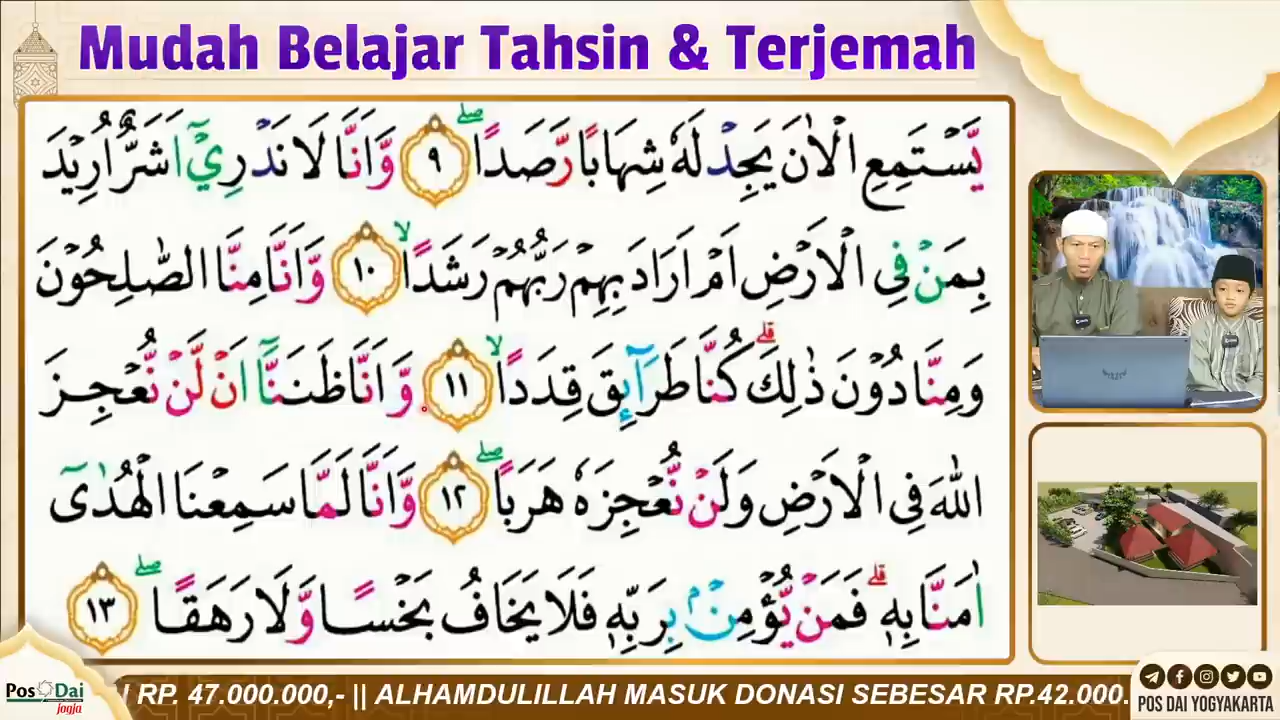 Mudah Belajar Tahsin & Terjemah
يَّسْتَمِعِ الْاٰنَ يَجِدْ لَهٗ شِهَابًا رَّصَدًا ۖ ٩ وَّاَنَّا لَا نَدْرِيْٓ اَشَرٌّ اُرِيْدَ
بِمَنْ فِى الْاَرْضِ اَمْ اَرَادَ بِهِمْ رَبُّهُمْ رَشَدًا ۙ ١٠ وَّاَنَّا مِنَّا الصّٰلِحُوْنَ
وَمِنَّا دُوْنَ ذٰلِكَ ۗ كُنَّا طَرَاۤىِٕقَ قِدَدًا ۙ ١١ وَّاَنَّا ظَنَنَّآ اَنْ لَّنْ نُّعْجِزَ
اللّٰهَ فِى الْاَرْضِ وَلَنْ نُّعْجِزَهٗ هَرَبًا ۖ ١٢ وَّاَنَّا لَمَّا سَمِعْنَا الْهُدٰىٓ
اٰمَنَّا بِهٖ ۗ فَمَنْ يُّؤْمِنْۢ بِرَبِّهٖ فَلَا يَخَافُ بَخْسًا وَّلَا رَهَقًا ۖ ١٣
Pos Dai
Jogja
RP. 47.000.000,- || ALHAMDULILLAH MASUK DONASI SEBESAR RP.42.000.
POS DAI YOGYAKARTA